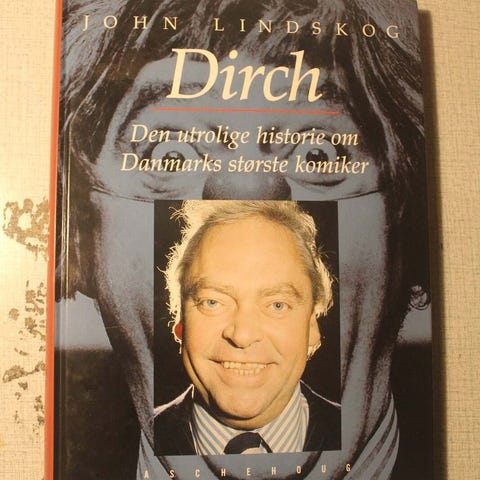 JOHN LINDSKOG
Dirch
Den utrolige historie om
Danmarks største komiker
ASCHEHOUG